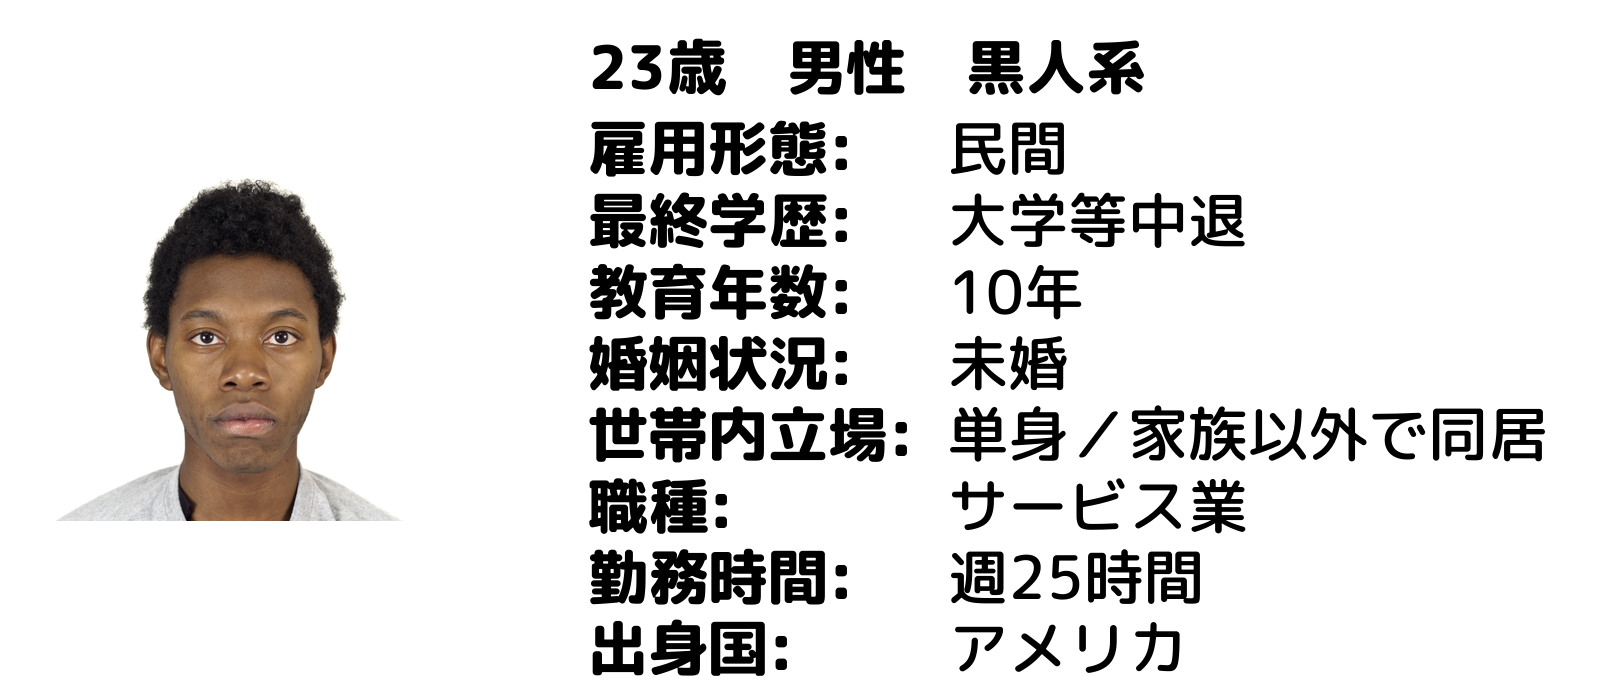 23歳　男性　黒人系
雇用形態:　民間
最終学歴:　大学等中退
教育年数:　10年
婚姻状況:　未婚
世帯内立場:　単身／家族以外で同居
職種:　サービス業
勤務時間:　週25時間
出身国:　アメリカ